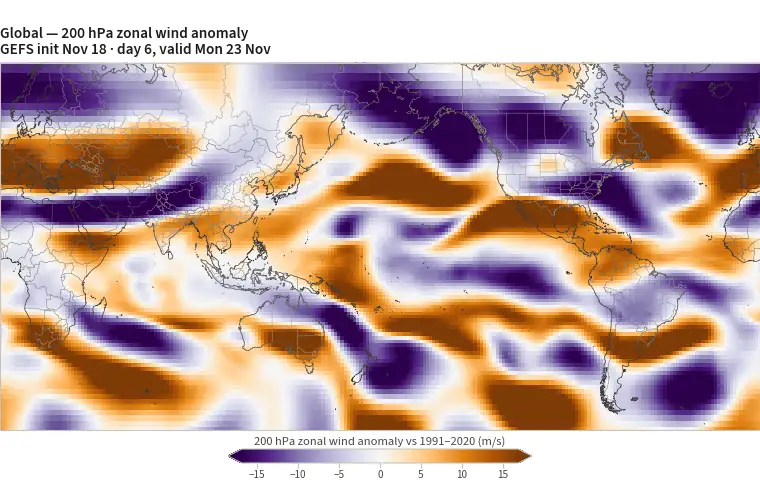 Global — 200 hPa zonal wind anomaly
GEFS init Nov 18 · day 6, valid Mon 23 Nov
200 hPa zonal wind anomaly vs 1991–2020 (m/s)
−15 −10 −5 0 5 10 15